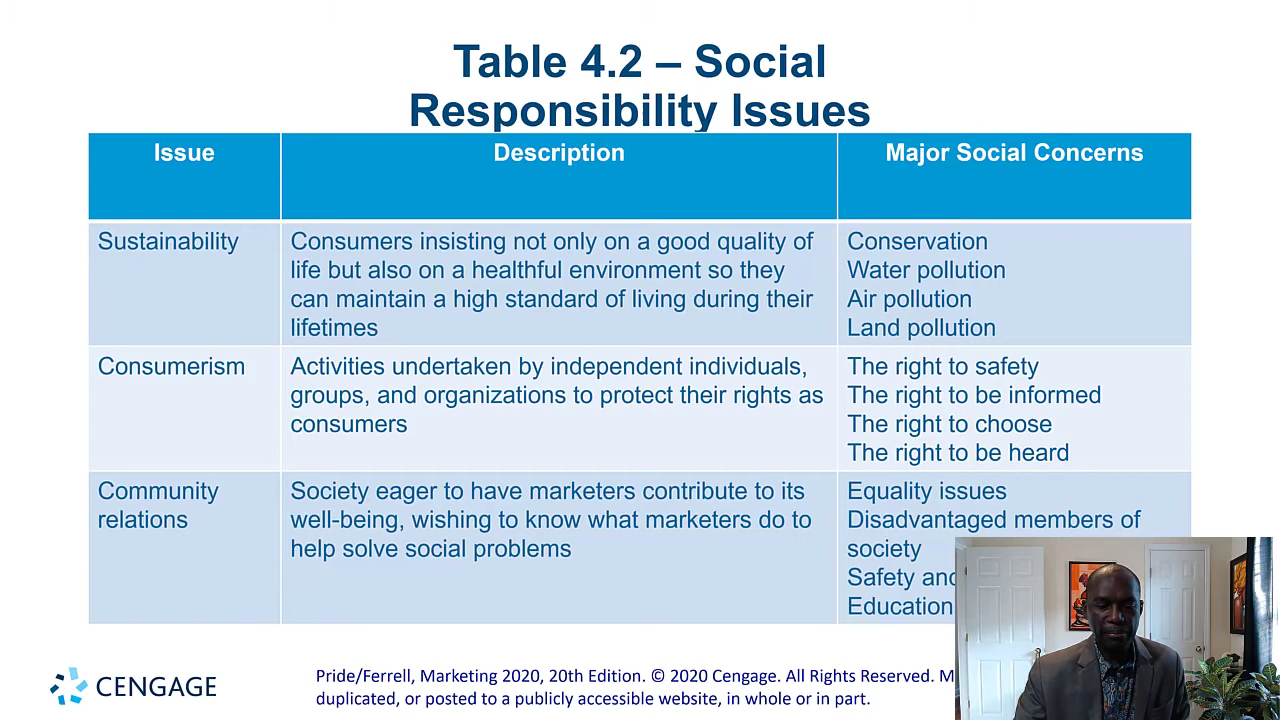 Table 4.2 – Social
Responsibility Issues
Issue
Description
Major Social Concerns
Sustainability
Consumers insisting not only on a good quality of
life but also on a healthful environment so they
can maintain a high standard of living during their
lifetimes
Conservation
Water pollution
Air pollution
Land pollution
Consumerism
Activities undertaken by independent individuals,
groups, and organizations to protect their rights as
consumers
The right to safety
The right to be informed
The right to choose
The right to be heard
Community
relations
Society eager to have marketers contribute to its
well-being, wishing to know what marketers do to
help solve social problems
Equality issues
Disadvantaged members of
society
Safety
Education
CENGAGE
Pride/Ferrell, Marketing 2020, 20th Edition. © 2020 Cengage. All Rights Reserved.
duplicated, or posted to a publicly accessible website, in whole or in part.